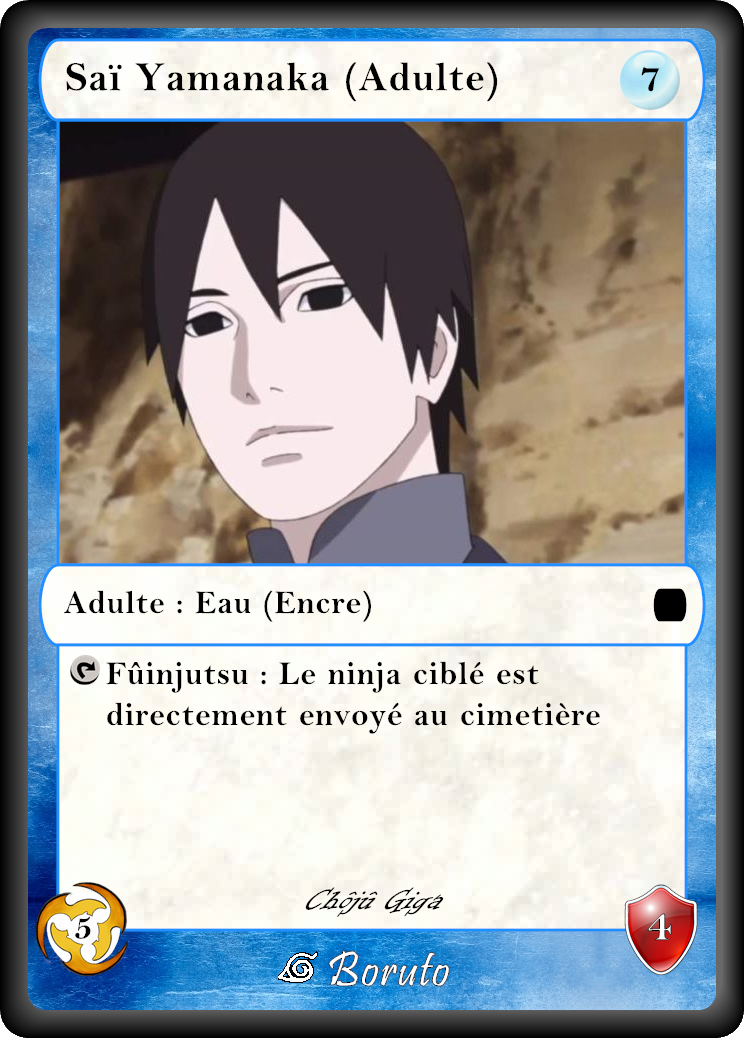 Saï Yamanaka (Adulte)
7
Adulte : Eau (Encre)
Fûinjutsu : Le ninja ciblé est
directement envoyé au cimetière
Chôjû Giga
5
4
Boruto